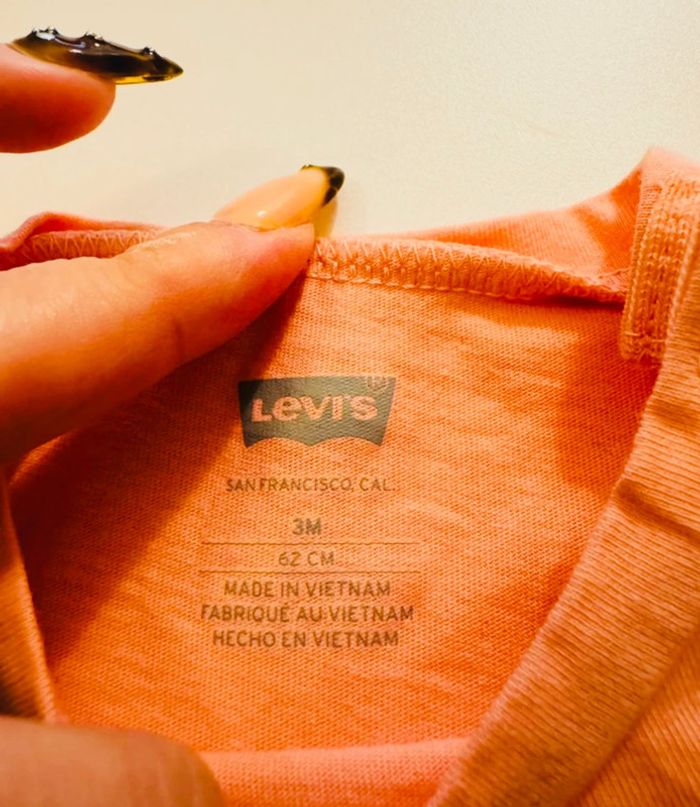 Levi's
SAN FRANCISCO, CAL.
3M
62 CM
MADE IN VIETNAM
FABRIQUÉ AU VIETNAM
HECHO EN VIETNAM